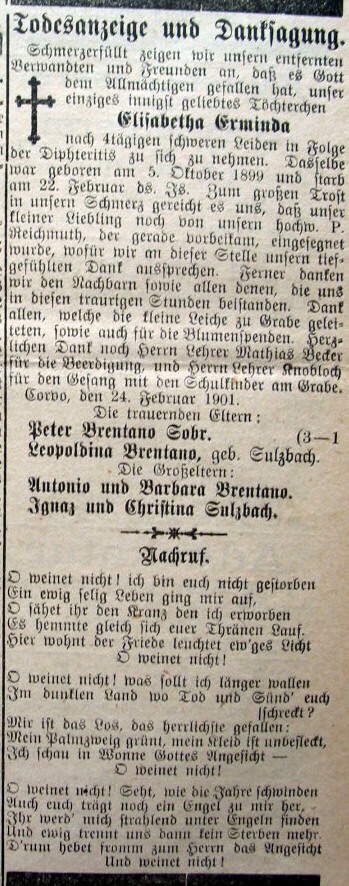 Todesanzeige und Danksagung.
Schmerzerfüllt zeigen wir unsern entfernten
Verwandten und Freunden an, daß es Gott
dem Allmächtigen gefallen hat, unser
einziges innigst geliebtes Töchterchen
Elisabetha Erminda
nach 4tägigen schweren Leiden in Folge
der Diphteritis zu sich zu nehmen. Dasselbe
war geboren am 5. Oktober 1899 und starb
am 22. Februar ds. Js. Zum großen Trost
in unsern Schmerz gereicht es uns, daß unser
kleiner Liebling noch von unsern hochw. P.
Reichmuth, der gerade vorbeikam, eingesegnet
wurde, wofür wir an dieser Stelle unsern tief-
gefühlten Dank aussprechen. Ferner danken
wir den Nachbarn sowie allen denen, die uns
in diesen traurigen Stunden beistanden. Dank
allen, welche die kleine Leiche zu Grabe gelei-
teten, sowie auch für die Blumenspenden. Herz-
lichen Dank noch Herrn Lehrer Mathias Becker
für die Beerdigung, und Herrn Lehrer Knobloch
für den Gesang mit den Schulkinder am Grabe.
Corvo, den 24. Februar 1901.
Die trauernden Eltern:
Peter Brentano Sobr. (3—1
Leopoldina Brentano, geb. Sulzbach.
Die Großeltern:
Antonio und Barbara Brentano.
Ignaz und Christina Sulzbach.
Nachruf.
O weinet nicht! ich bin euch nicht gestorben
Ein ewig selig Leben ging mir auf,
O sähet ihr den Kranz den ich erworben
Es hemmte gleich sich euer Thränen Lauf.
Hier wohnt der Friede leuchtet ew'ges Licht
O weinet nicht!
O weinet nicht! was sollt ich länger wallen
Im dunklen Land wo Tod und Sünd' euch
[schreckt?
Mir ist das Los, das herrlichste gefallen:
Mein Palmzweig grünt, mein Kleid ist unbefleckt,
Ich schau in Wonne Gottes Angesicht —
O weinet nicht!
O weinet nicht! Seht, wie die Jahre schwinden
Auch euch trägt noch ein Engel zu mir her,
Ihr werd' mich strahlend unter Engeln finden
Und ewig trennt uns dann kein Sterben mehr.
D'rum hebet fromm zum Herrn das Angesicht
Und weinet nicht!